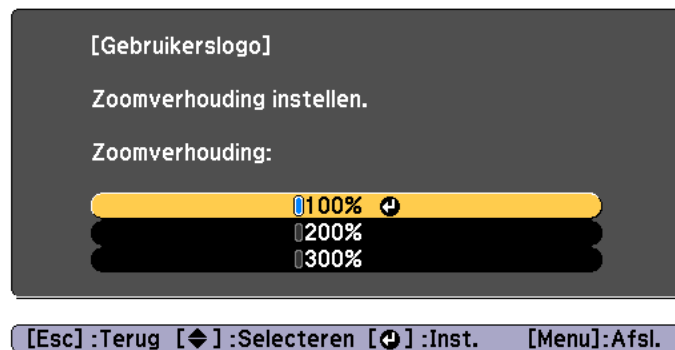 [Gebruikerslogo]
Zoomverhouding instellen.
Zoomverhouding:
100%
200%
300%
[Esc] :Terug [◆] :Selecteren [↵] :Inst. [Menu]:Afsl.